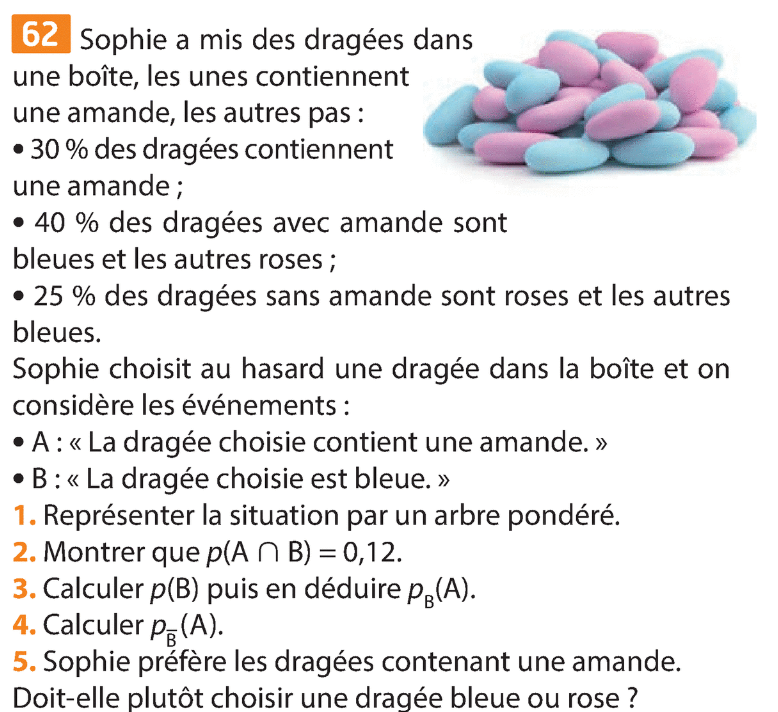 62 Sophie a mis des dragées dans
une boîte, les unes contiennent
une amande, les autres pas :
• 30 % des dragées contiennent
une amande ;
• 40 % des dragées avec amande sont
bleues et les autres roses ;
• 25 % des dragées sans amande sont roses et les autres
bleues.
Sophie choisit au hasard une dragée dans la boîte et on
considère les événements :
• A : « La dragée choisie contient une amande. »
• B : « La dragée choisie est bleue. »
1. Représenter la situation par un arbre pondéré.
2. Montrer que p(A ∩ B) = 0,12.
3. Calculer p(B) puis en déduire p_B(A).
4. Calculer p_B̅(A).
5. Sophie préfère les dragées contenant une amande.
Doit-elle plutôt choisir une dragée bleue ou rose ?